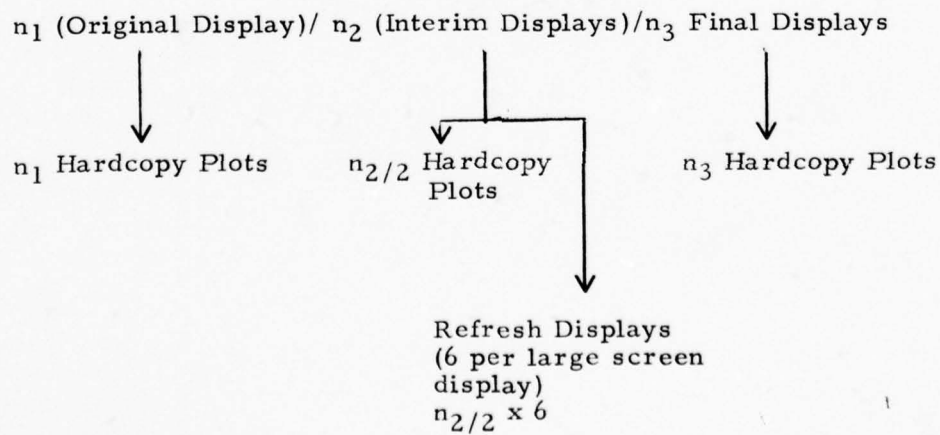 n1 (Original Display)/ n2 (Interim Displays)/n3 Final Displays
n1 Hardcopy Plots
n2/2 Hardcopy
Plots
n3 Hardcopy Plots
Refresh Displays
(6 per large screen
display)
n2/2 x 6